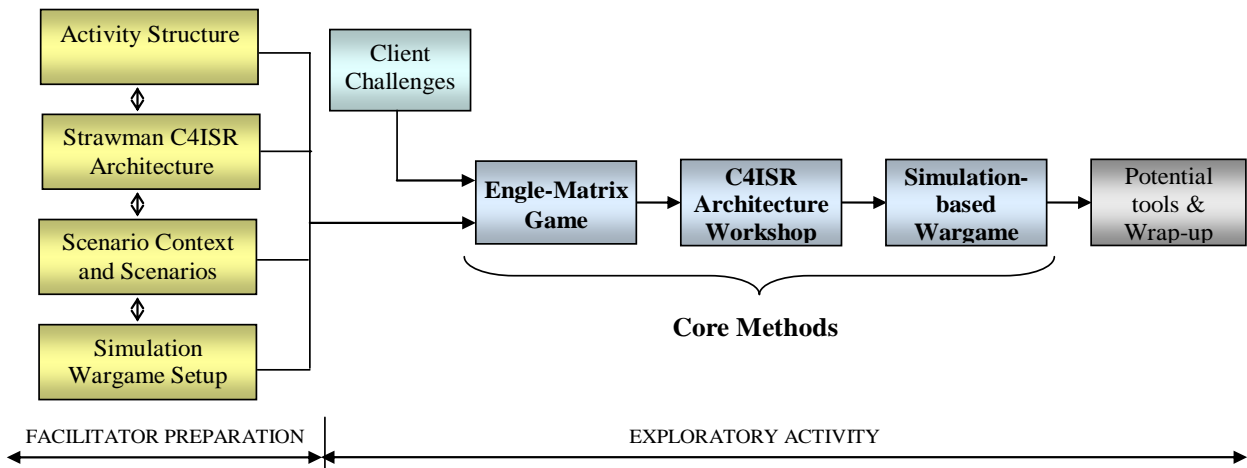 Activity Structure
Strawman C4ISR
Architecture
Scenario Context
and Scenarios
Simulation
Wargame Setup
Client
Challenges
Engle-Matrix
Game
C4ISR
Architecture
Workshop
Simulation-
based
Wargame
Potential
tools &
Wrap-up
Core Methods
FACILITATOR PREPARATION
EXPLORATORY ACTIVITY